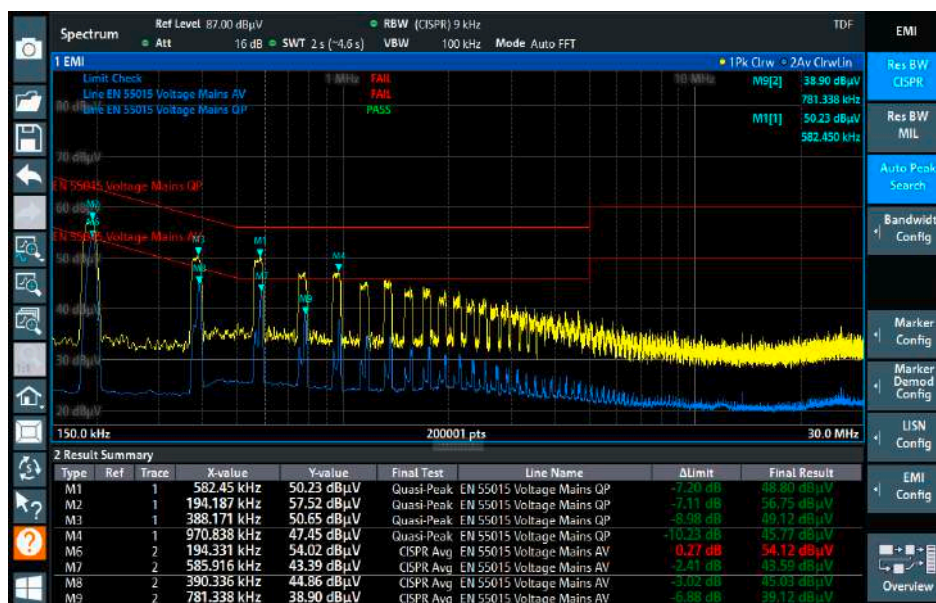 Ref Level 87.00 dBµV RBW (CISPR) 9 kHz TDF
Spectrum
Att 16 dB SWT 2 s (~4.6 s) VBW 100 kHz Mode Auto FFT
1 EMI 1Pk Clrw 2Av ClrwLin
Limit Check 1 MHz FAIL 10 MHz M9[2] 38.90 dBµV
Line EN 55015 Voltage Mains AV FAIL 781.338 kHz
80 dBµV Line EN 55015 Voltage Mains QP PASS M1[1] 50.23 dBµV
582.450 kHz
70 dBµV
EN 55015 Voltage Mains QP
60 dBµV
M2
M6
EN 55015 Voltage Mains AV
M3 M1
50 dBµV
M4
M8 M7
M9
40 dBµV
30 dBµV
20 dBµV
150.0 kHz 200001 pts 30.0 MHz
2 Result Summary
Type Ref Trace X-value Y-value Final Test Line Name ΔLimit Final Result
M1 1 582.45 kHz 50.23 dBµV Quasi-Peak EN 55015 Voltage Mains QP -7.20 dB 48.80 dBµV
M2 1 194.187 kHz 57.52 dBµV Quasi-Peak EN 55015 Voltage Mains QP -7.11 dB 56.75 dBµV
M3 1 388.171 kHz 50.65 dBµV Quasi-Peak EN 55015 Voltage Mains QP -8.98 dB 49.12 dBµV
M4 1 970.838 kHz 47.45 dBµV Quasi-Peak EN 55015 Voltage Mains QP -10.23 dB 45.77 dBµV
M6 2 194.331 kHz 54.02 dBµV CISPR Avg EN 55015 Voltage Mains AV 0.27 dB 54.12 dBµV
M7 2 585.916 kHz 43.39 dBµV CISPR Avg EN 55015 Voltage Mains AV -2.41 dB 43.59 dBµV
M8 2 390.336 kHz 44.86 dBµV CISPR Avg EN 55015 Voltage Mains AV -3.02 dB 45.03 dBµV
M9 2 781.338 kHz 38.90 dBµV CISPR Avg EN 55015 Voltage Mains AV -6.88 dB 39.12 dBµV
EMI
Res BW
CISPR
Res BW
MIL
Auto Peak
Search
Bandwidt
Config
Marker
Config
Marker
Demod
Config
LISN
Config
EMI
Config
Overview